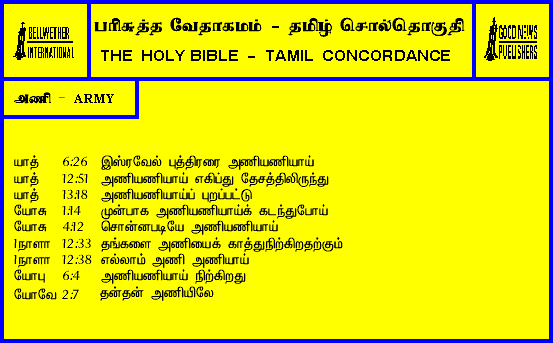 BELLWETHER
INTERNATIONAL
பரிசுத்த வேதாகமம் - தமிழ் சொல்தொகுதி
THE HOLY BIBLE - TAMIL CONCORDANCE
GOOD NEWS
PUBLISHERS
அணி - ARMY
யாத் 6:26 இஸ்ரவேல் புத்திரரை அணியணியாய்
யாத் 12:51 அணியணியாய் எகிப்து தேசத்திலிருந்து
யாத் 13:18 அணியணியாய்ப் புறப்பட்டு
யோசு 1:14 முன்பாக அணியணியாய்க் கடந்துபோய்
யோசு 4:12 சொன்னபடியே அணியணியாய்
1நாளா 12:33 தங்களை அணியைக் காத்துநிற்கிறதற்கும்
1நாளா 12:38 எல்லாம் அணி அணியாய்
யோபு 6:4 அணியணியாய் நிற்கிறது
யோவே 2:7 தன்தன் அணியிலே